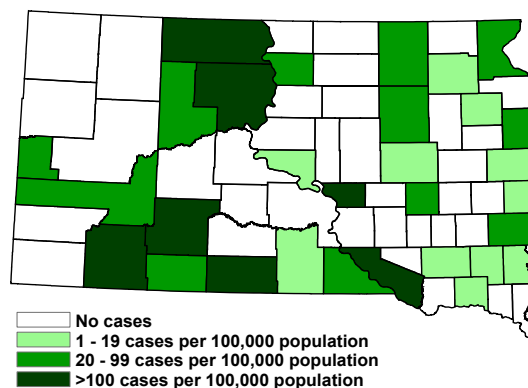 No cases
1 - 19 cases per 100,000 population
20 - 99 cases per 100,000 population
>100 cases per 100,000 population